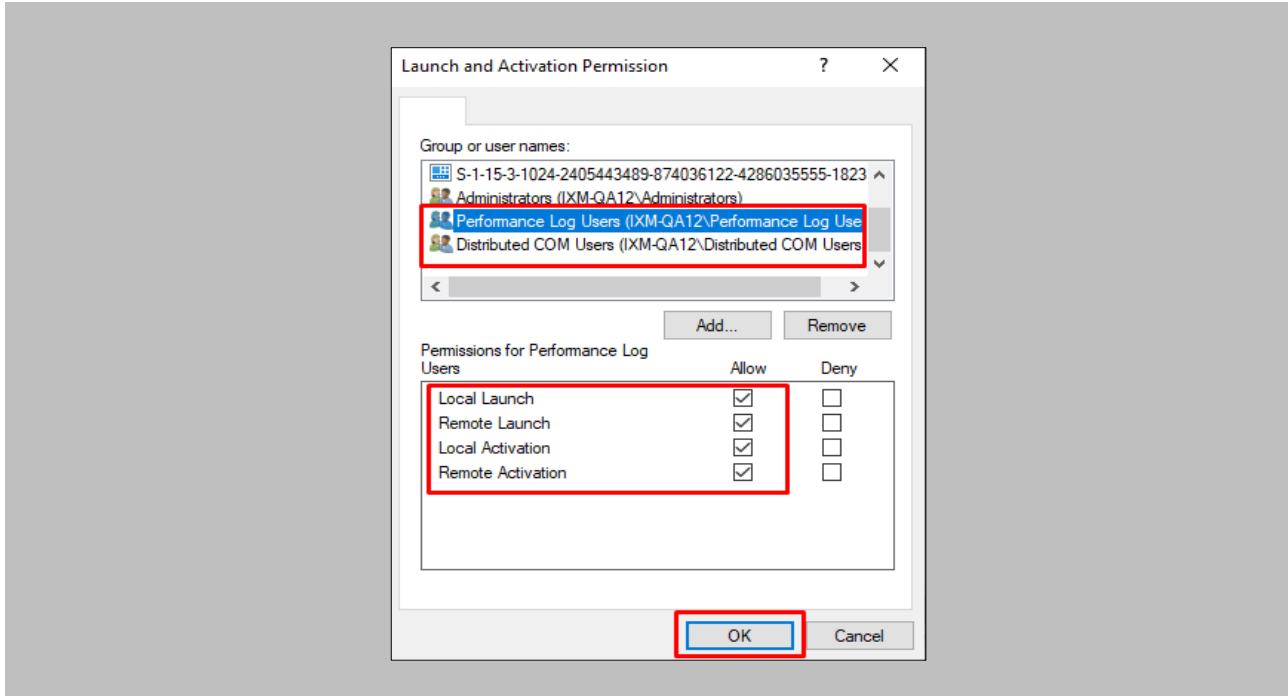 Launch and Activation Permission ?
Group or user names:
S-1-15-3-1024-2405443489-874036122-4286035555-1823
Administrators (IXM-QA12\Administrators)
Performance Log Users (IXM-QA12\Performance Log Use
Distributed COM Users (IXM-QA12\Distributed COM Users
Add... Remove
Permissions for Performance Log
Users Allow Deny
Local Launch
Remote Launch
Local Activation
Remote Activation
OK Cancel